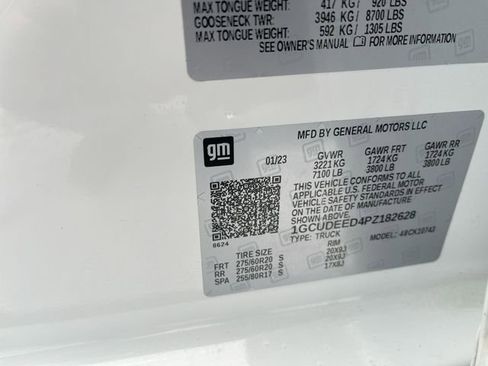 MAX TONGUE WEIGHT: 417 KG / 920 LBS
GOOSENECK TWR: 3946 KG / 8700 LBS
MAX TONGUE WEIGHT: 592 KG / 1305 LBS
SEE OWNER'S MANUAL FOR MORE INFORMATION
gm
MFD BY GENERAL MOTORS LLC
01/23 GVWR GAWR FRT GAWR RR
3221 KG 1724 KG 1724 KG
7100 LB 3800 LB 3800 LB
THIS VEHICLE CONFORMS TO ALL
APPLICABLE U.S. FEDERAL MOTOR
VEHICLE SAFETY STANDARDS IN
EFFECT ON THE DATE OF MANUFACTURE
SHOWN ABOVE.
1GCUDEED4PZ182628
TYPE: TRUCK MODEL: 4BCK10743
8624
TIRE SIZE RIM
FRT 275/60R20 S 20X9J
RR 275/60R20 S 20X9J
SPA 255/80R17 S 17X8J